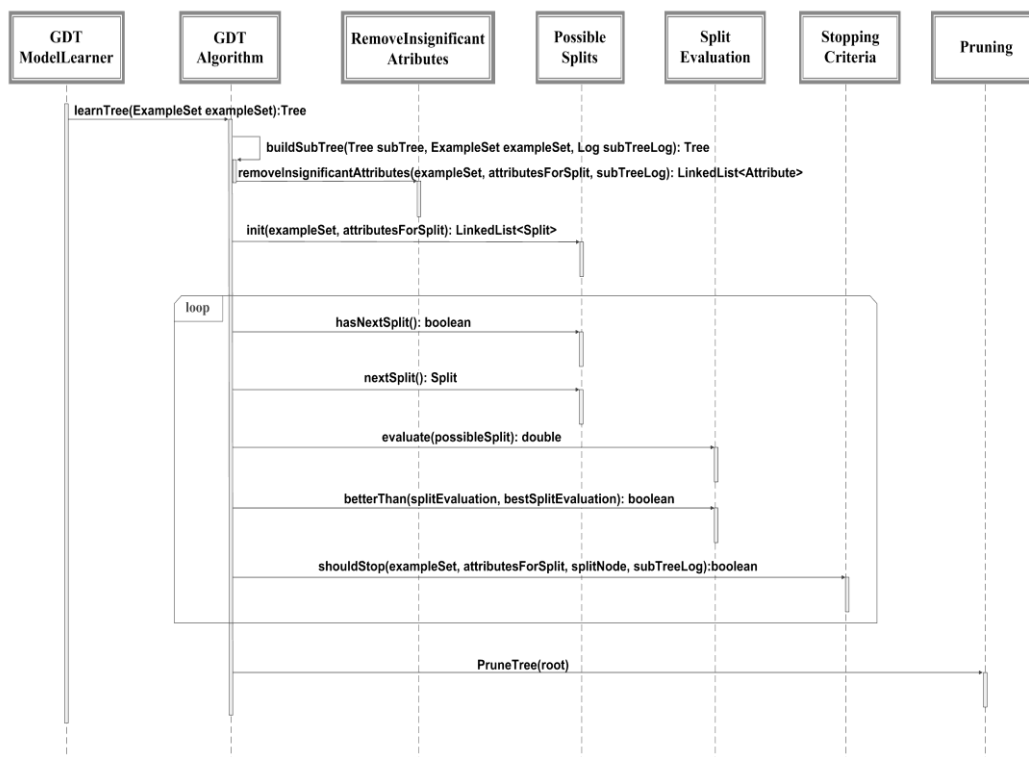 GDT
ModelLearner
GDT
Algorithm
RemoveInsignificant
Atributes
Possible
Splits
Split
Evaluation
Stopping
Criteria
Pruning
learnTree(ExampleSet exampleSet):Tree
buildSubTree(Tree subTree, ExampleSet exampleSet, Log subTreeLog): Tree
removeInsignificantAttributes(exampleSet, attributesForSplit, subTreeLog): LinkedList<Attribute>
init(exampleSet, attributesForSplit): LinkedList<Split>
loop
hasNextSplit(): boolean
nextSplit(): Split
evaluate(possibleSplit): double
betterThan(splitEvaluation, bestSplitEvaluation): boolean
shouldStop(exampleSet, attributesForSplit, splitNode, subTreeLog):boolean
PruneTree(root)